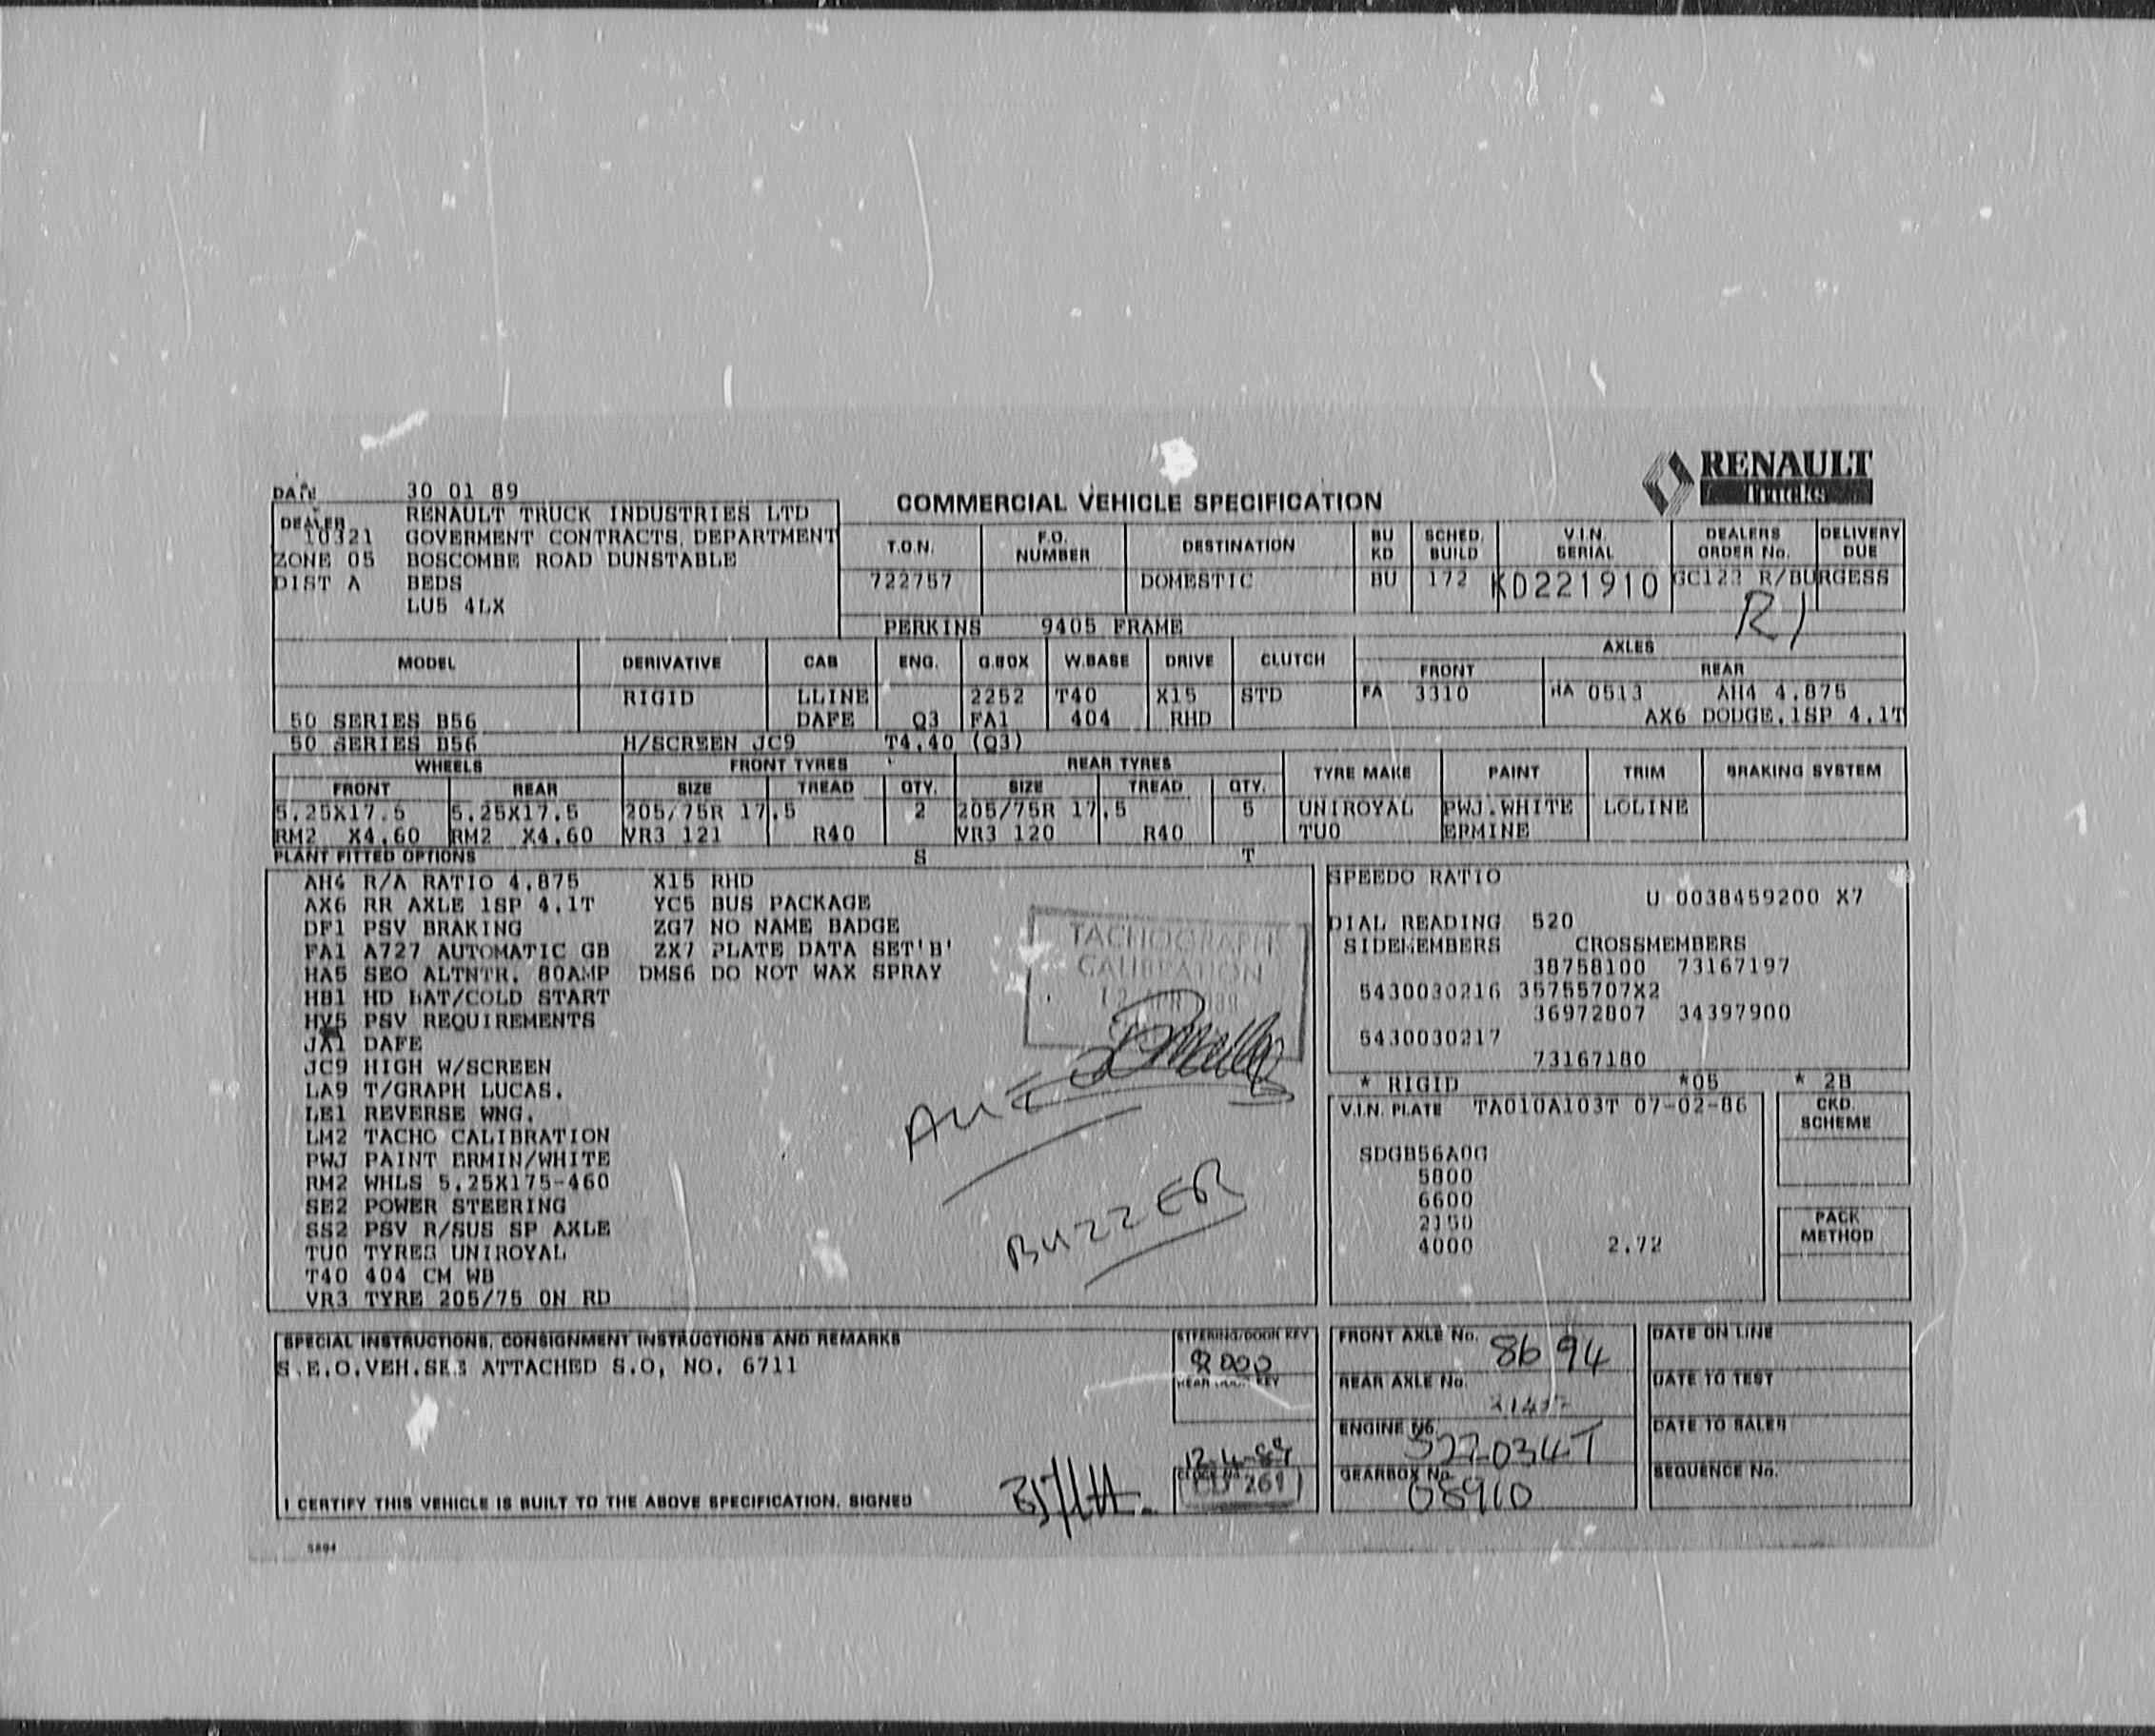 RENAULT
Trucks
DATE 30 01 89
COMMERCIAL VEHICLE SPECIFICATION
DEALER RENAULT TRUCK INDUSTRIES LTD
10321 GOVERMENT CONTRACTS, DEPARTMENT
ZONE 05 BOSCOMBE ROAD DUNSTABLE
DIST A BEDS
LU5 4LX
T.O.N. F.O. NUMBER DESTINATION BU KD SCHED. BUILD V.I.N. SERIAL DEALERS ORDER No. DELIVERY DUE
722757 DOMESTIC BU 172 KD221910 GC123 R/BURGESS
R1
PERKINS 9405 FRAME
MODEL DERIVATIVE CAB ENG. G.BOX W.BASE DRIVE CLUTCH AXLES
FRONT REAR
RIGID LLINE 2252 T40 X15 STD FA 3310 HA 0513 AH4 4.875
50 SERIES B56 DAFE Q3 FA1 404 RHD AX6 DODGE,1SP 4.1T
50 SERIES B56 H/SCREEN JC9 T4.40 (Q3)
WHEELS FRONT TYRES REAR TYRES TYRE MAKE PAINT TRIM BRAKING SYSTEM
FRONT REAR SIZE TREAD QTY. SIZE TREAD QTY.
5.25X17.5 5.25X17.5 205/75R 17.5 2 205/75R 17.5 5 UNIROYAL PWJ.WHITE LOLINE
RM2 X4.60 RM2 X4.60 VR3 121 R40 VR3 120 R40 TU0 ERMINE
PLANT FITTED OPTIONS S T
AH4 R/A RATIO 4.875 X15 RHD
AX6 RR AXLE 1SP 4.1T YC5 BUS PACKAGE
DF1 PSV BRAKING ZG7 NO NAME BADGE
FA1 A727 AUTOMATIC GB ZX7 PLATE DATA SET'B'
HA5 SEO ALTNTR. 80AMP DMS6 DO NOT WAX SPRAY
HB1 HD BAT/COLD START
HV5 PSV REQUIREMENTS
JA1 DAFE
JC9 HIGH W/SCREEN
LA9 T/GRAPH LUCAS.
LE1 REVERSE WNG.
LM2 TACHO CALIBRATION
PWJ PAINT ERMIN/WHITE
RM2 WHLS 5.25X175-460
SE2 POWER STEERING
SS2 PSV R/SUS SP AXLE
TU0 TYRES UNIROYAL
T40 404 CM WB
VR3 TYRE 205/75 ON RD
TACHOGRAPH
CALIBRATION
BUZZER
SPEEDO RATIO
U 0038459200 X7
DIAL READING 520
SIDEMEMBERS CROSSMEMBERS
38758100 73167197
5430030216 35755707X2
36972807 34397900
5430030217
73167180
* RIGID *05 * 2B
V.I.N. PLATE TA010A103T 07-02-86
SDGB56A0G
5800
6600
2150
4000 2.72
CKD. SCHEME
PACK METHOD
SPECIAL INSTRUCTIONS, CONSIGNMENT INSTRUCTIONS AND REMARKS
S.E.O.VEH.SEE ATTACHED S.O, NO. 6711
I CERTIFY THIS VEHICLE IS BUILT TO THE ABOVE SPECIFICATION. SIGNED
STEERING/DOOR KEY
REAR DOOR KEY
12-4-89
261
FRONT AXLE No. 8694
REAR AXLE No.
ENGINE No.
GEARBOX No.
DATE ON LINE
DATE TO TEST
DATE TO SALES
SEQUENCE No.